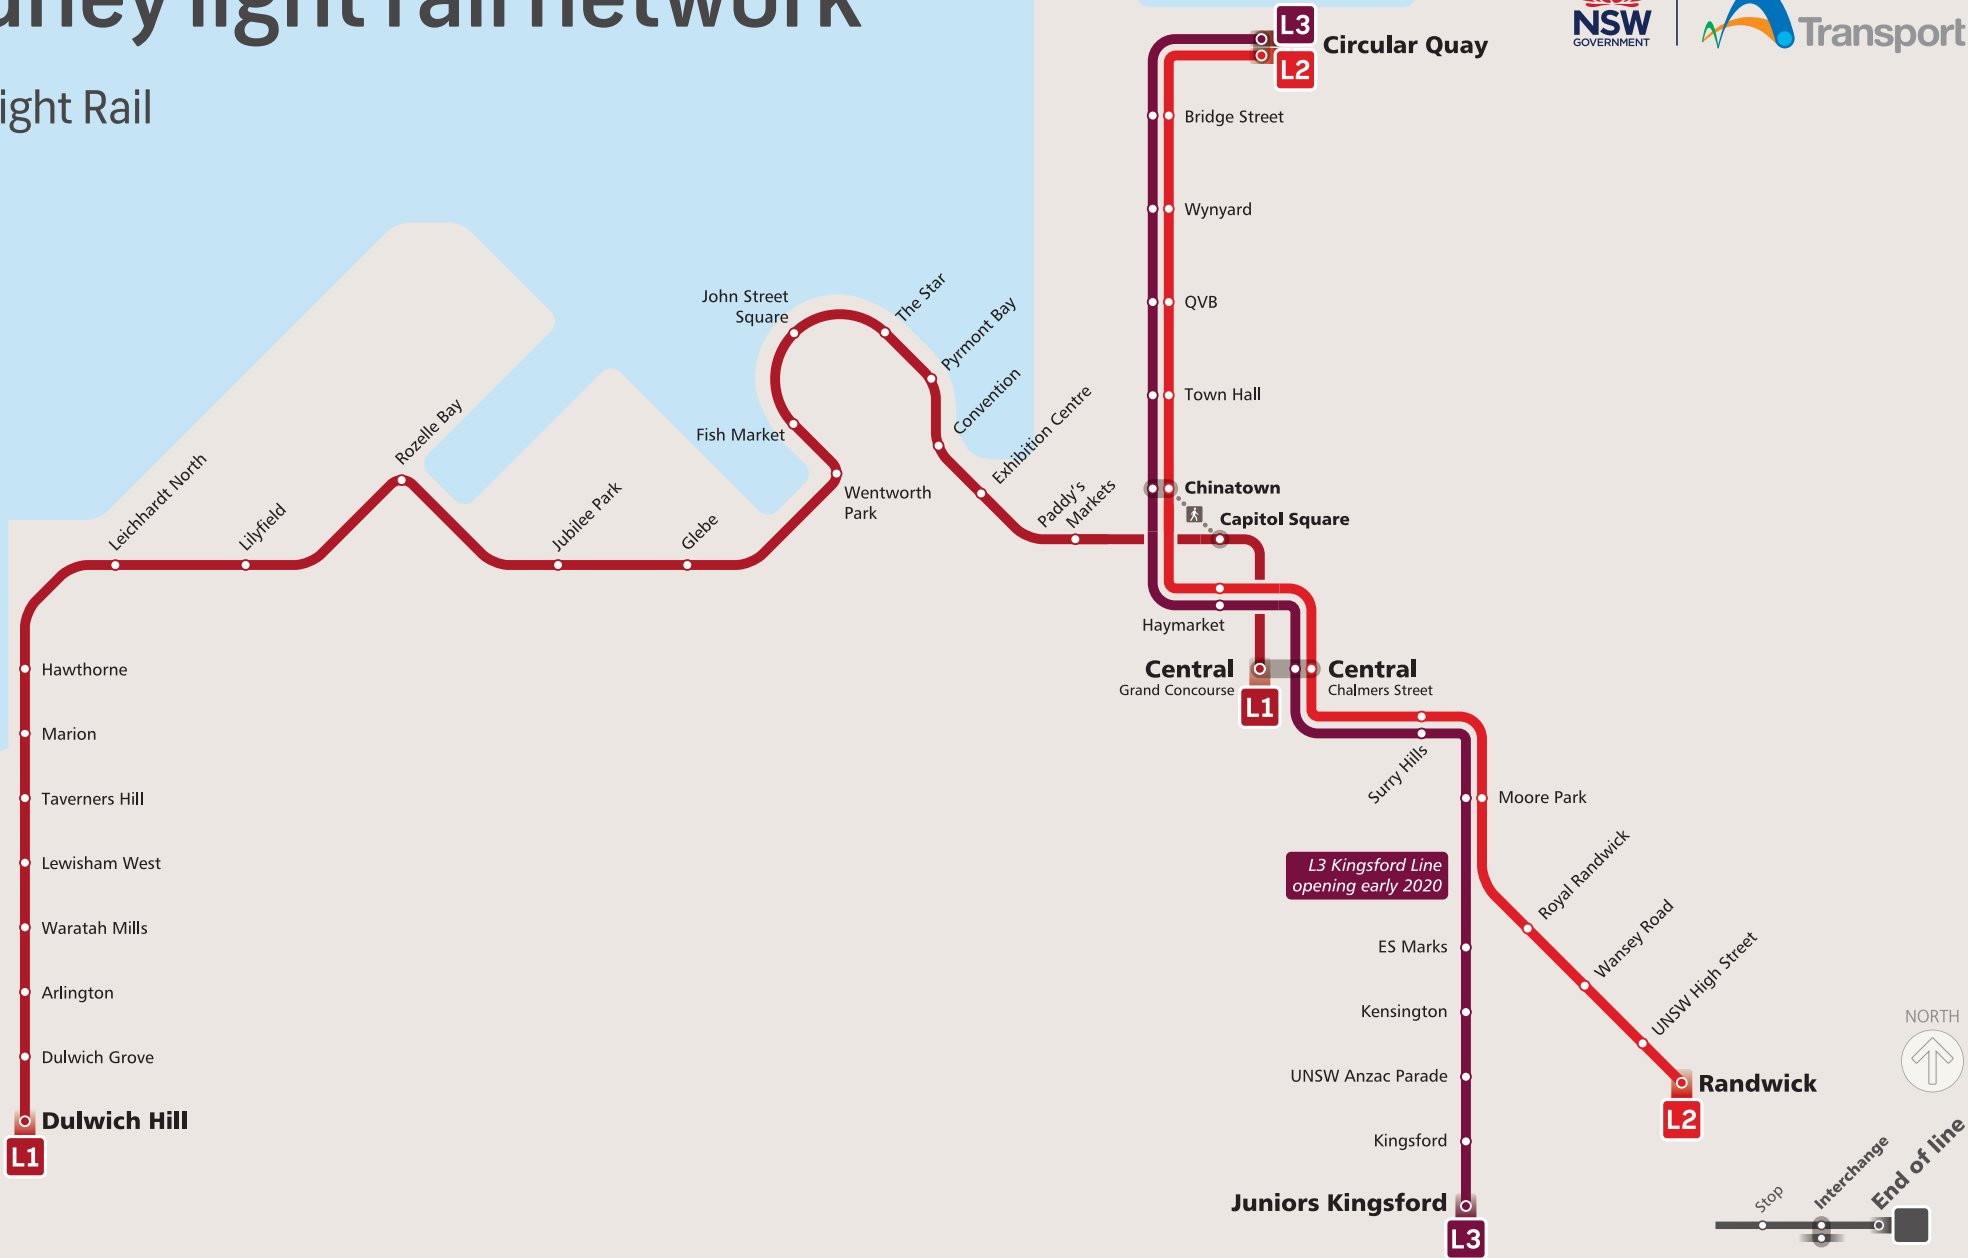 dney light rail network
ight Rail
NSW
GOVERNMENT
Transport
L3
L2
Circular Quay
Bridge Street
Wynyard
QVB
Town Hall
Chinatown
Capitol Square
John Street
Square
The Star
Pyrmont Bay
Convention
Exhibition Centre
Paddy's
Markets
Fish Market
Wentworth
Park
Rozelle Bay
Leichhardt North
Lilyfield
Jubilee Park
Glebe
Haymarket
Central
Grand Concourse
L1
Central
Chalmers Street
Hawthorne
Marion
Taverners Hill
Lewisham West
Waratah Mills
Arlington
Dulwich Grove
Dulwich Hill
L1
Surry Hills
Moore Park
L3 Kingsford Line
opening early 2020
Royal Randwick
Wansey Road
UNSW High Street
Randwick
L2
ES Marks
Kensington
UNSW Anzac Parade
Kingsford
Juniors Kingsford
L3
NORTH
Stop
Interchange
End of line